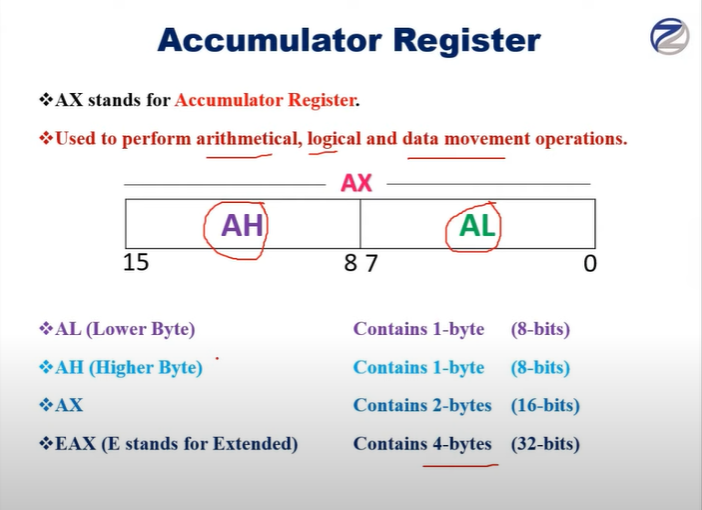 Accumulator Register
❖AX stands for Accumulator Register.
❖Used to perform arithmetical, logical and data movement operations.
AX
AH AL
15 8 7 0
❖AL (Lower Byte) Contains 1-byte (8-bits)
❖AH (Higher Byte) Contains 1-byte (8-bits)
❖AX Contains 2-bytes (16-bits)
❖EAX (E stands for Extended) Contains 4-bytes (32-bits)